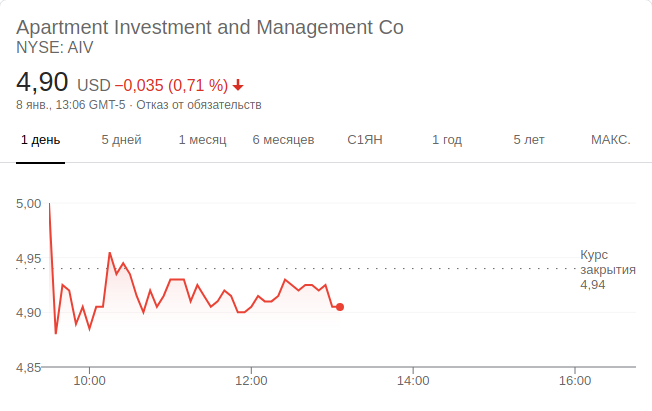 Apartment Investment and Management Co
NYSE: AIV
4,90 USD −0,035 (0,71 %)
8 янв., 13:06 GMT-5 · Отказ от обязательств
1 день 5 дней 1 месяц 6 месяцев С1ЯН 1 год 5 лет МАКС.
5,00
4,95
4,90
4,85
Курс
закрытия
4,94
10:00 12:00 14:00 16:00